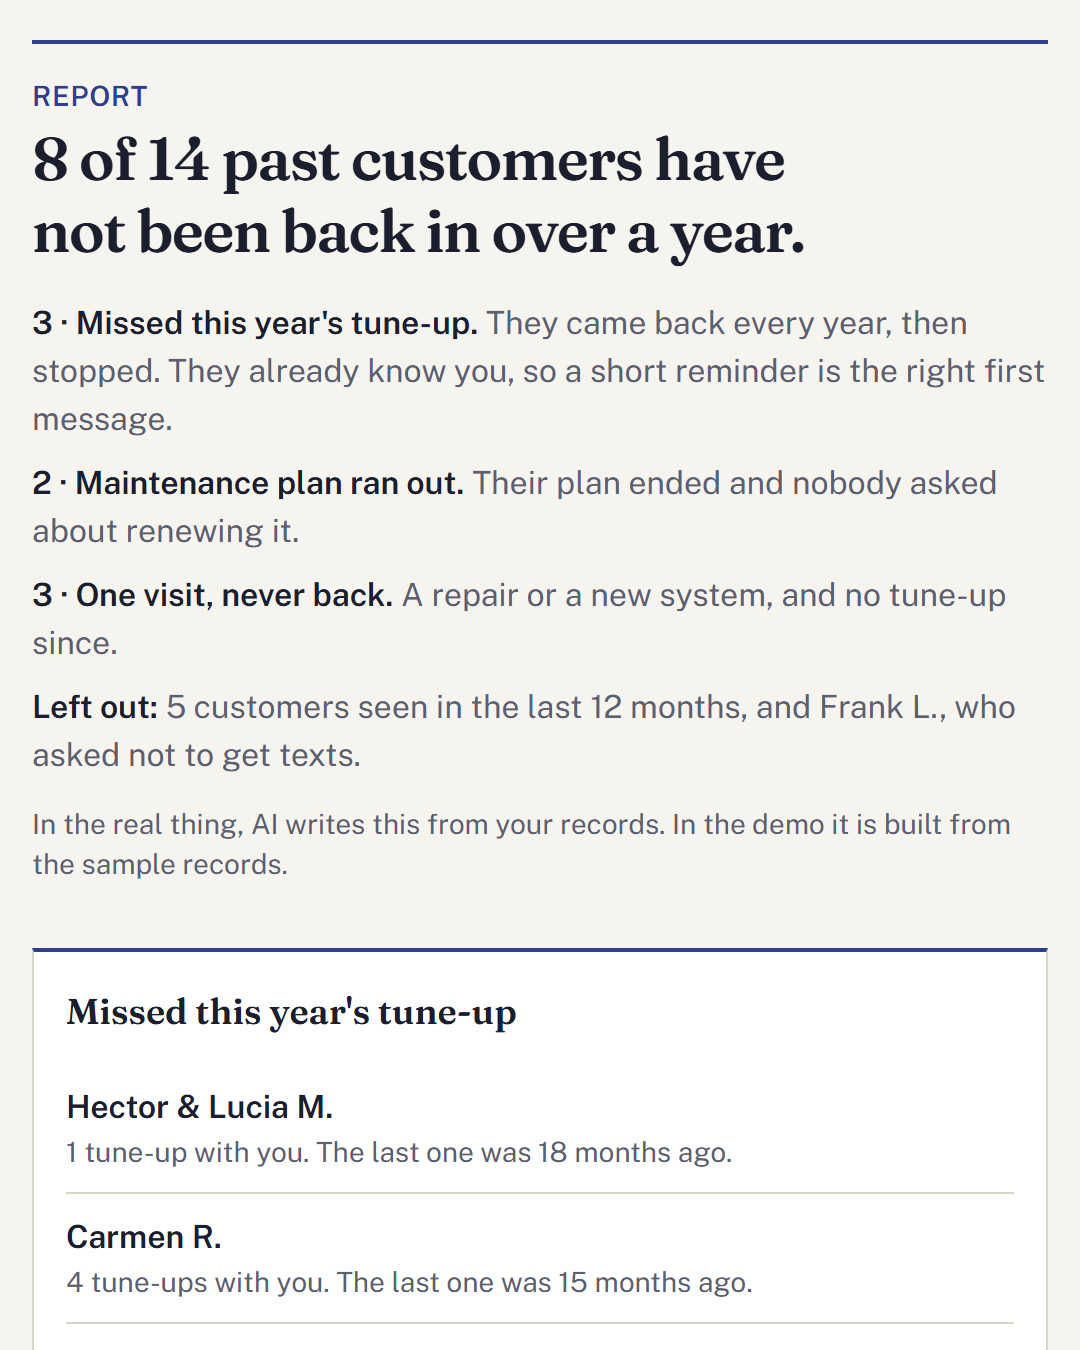 REPORT
8 of 14 past customers have
not been back in over a year.
3 · Missed this year's tune-up. They came back every year, then
stopped. They already know you, so a short reminder is the right first
message.
2 · Maintenance plan ran out. Their plan ended and nobody asked
about renewing it.
3 · One visit, never back. A repair or a new system, and no tune-up
since.
Left out: 5 customers seen in the last 12 months, and Frank L., who
asked not to get texts.
In the real thing, AI writes this from your records. In the demo it is built from
the sample records.
Missed this year's tune-up
Hector & Lucia M.
1 tune-up with you. The last one was 18 months ago.
Carmen R.
4 tune-ups with you. The last one was 15 months ago.